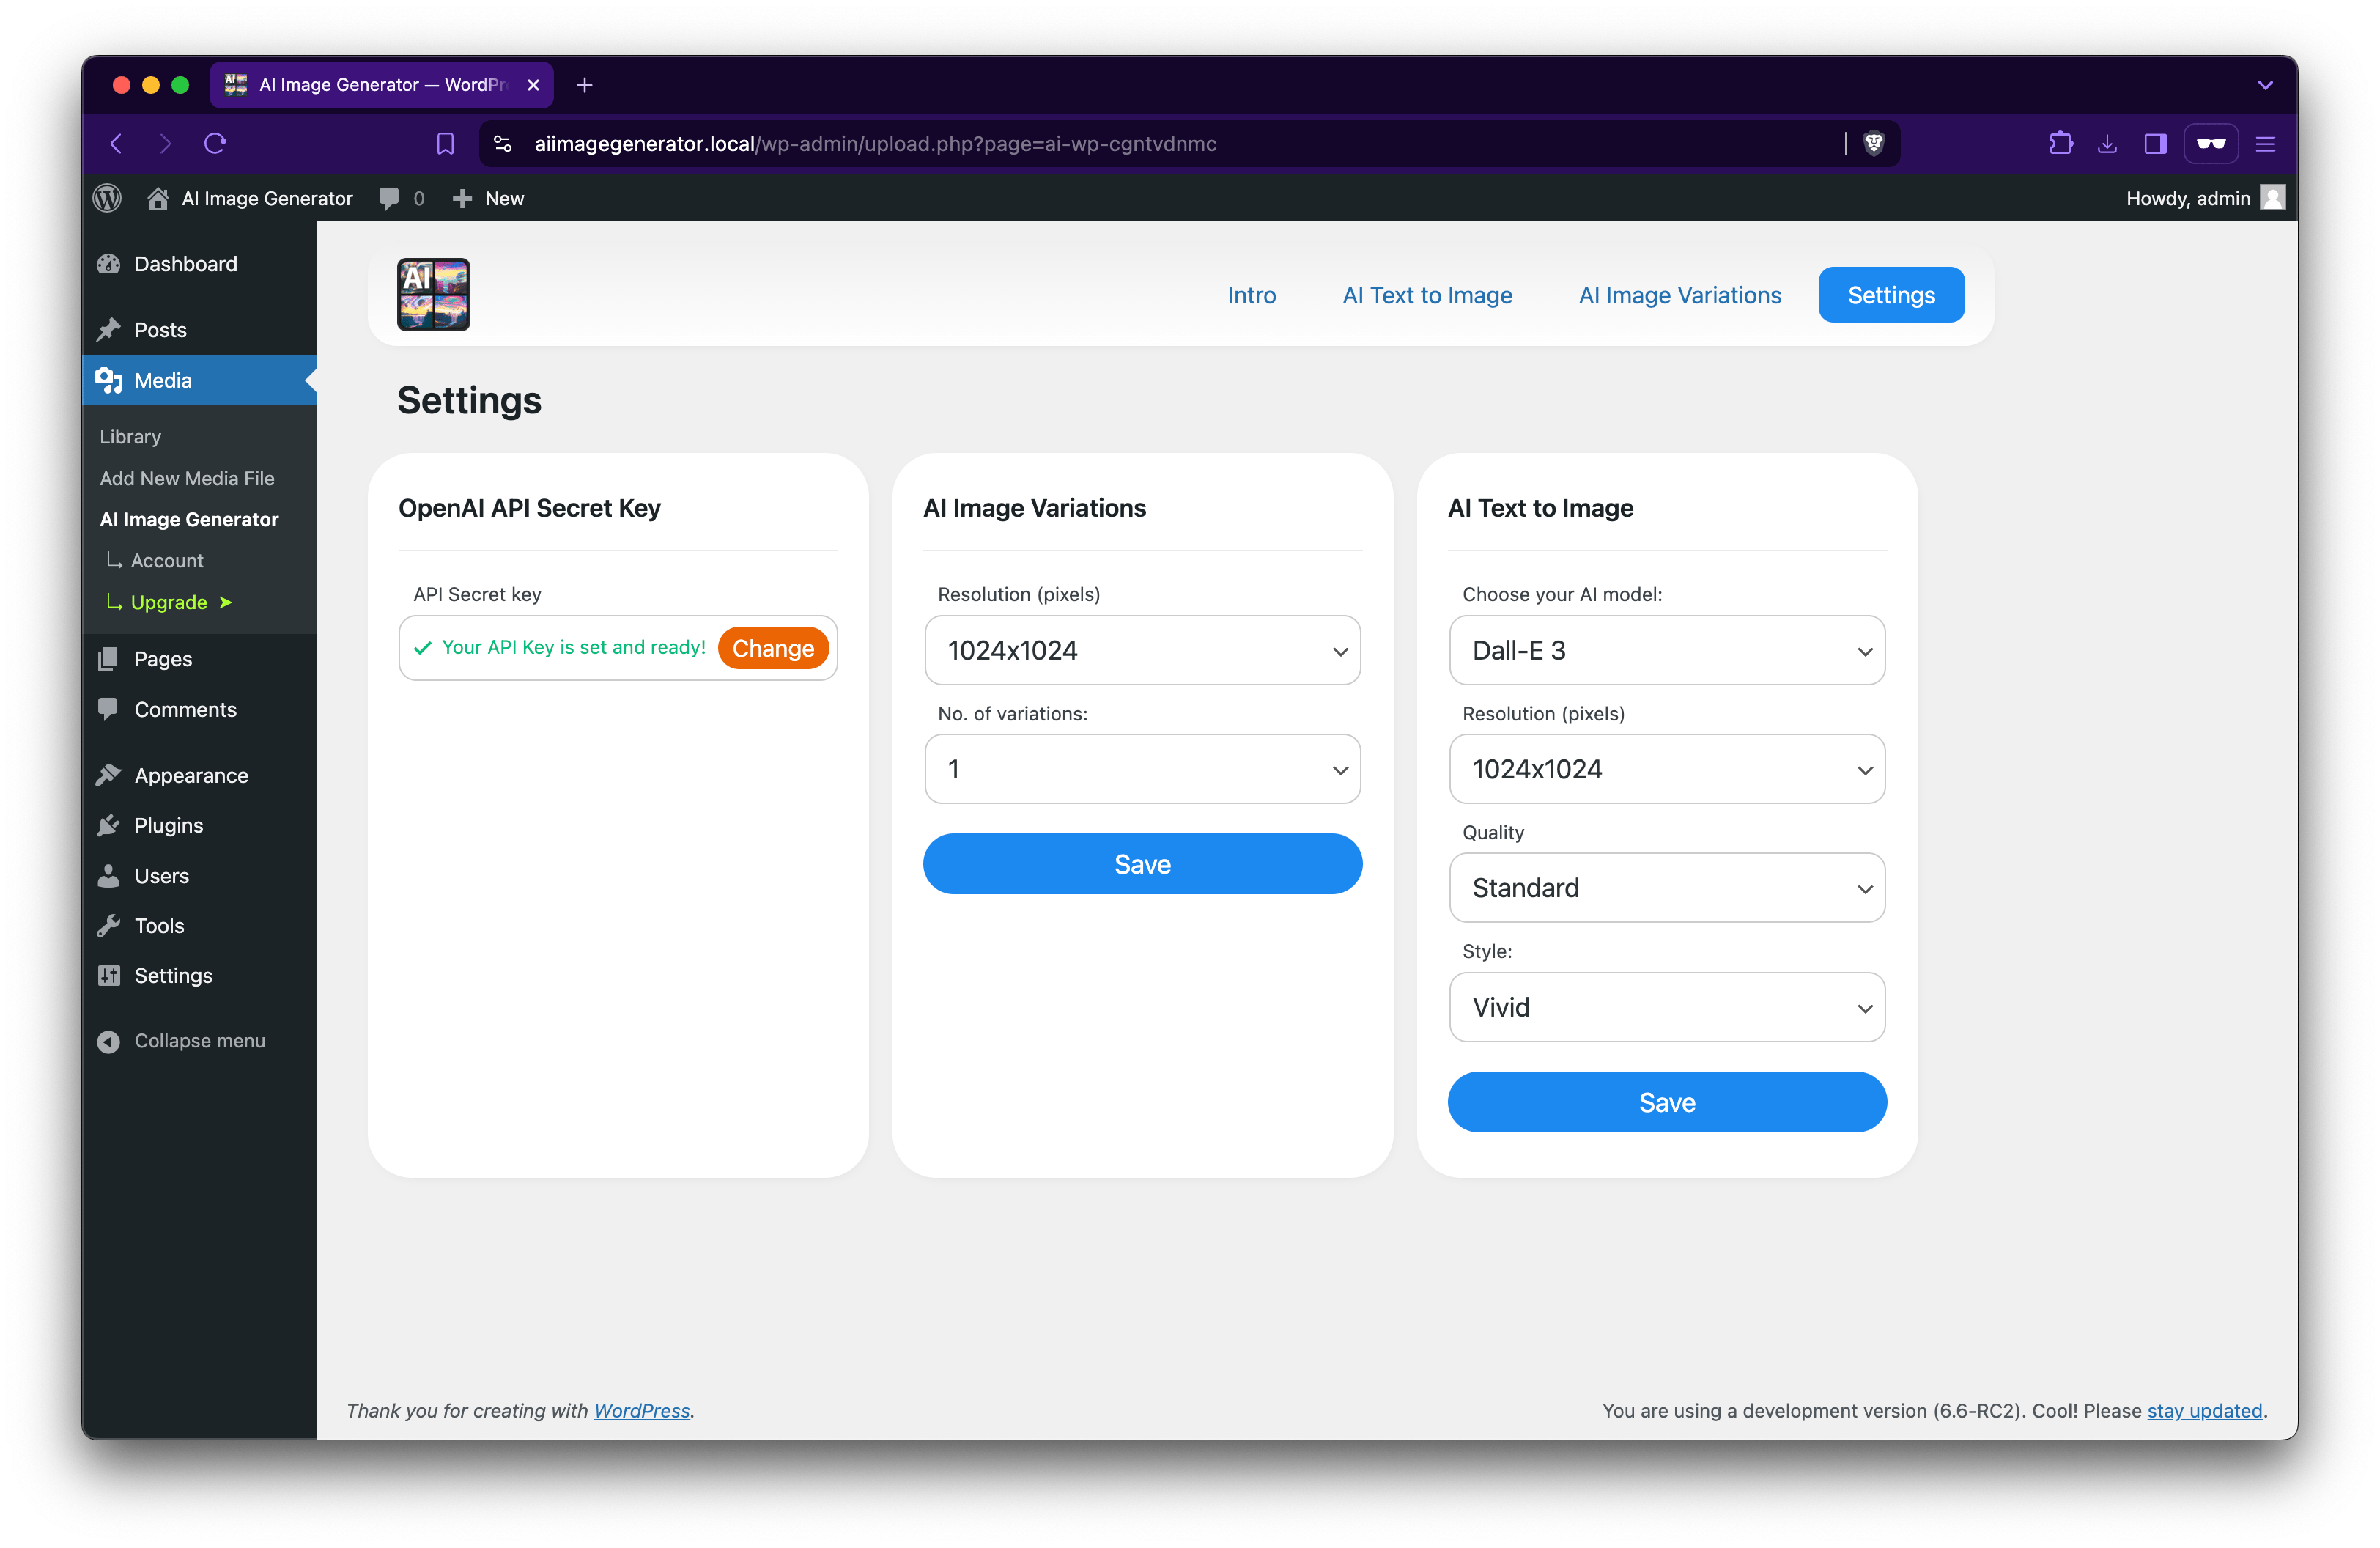 AI Image Generator — WordPr
aiimagegenerator.local/wp-admin/upload.php?page=ai-wp-cgntvdnmc
AI Image Generator
0
New
Howdy, admin
Dashboard
Posts
Media
Library
Add New Media File
AI Image Generator
Account
Upgrade ➤
Pages
Comments
Appearance
Plugins
Users
Tools
Settings
Collapse menu
AI
Intro
AI Text to Image
AI Image Variations
Settings
Settings
OpenAI API Secret Key
API Secret key
Your API Key is set and ready!
Change
AI Image Variations
Resolution (pixels)
1024x1024
No. of variations:
1
Save
AI Text to Image
Choose your AI model:
Dall-E 3
Resolution (pixels)
1024x1024
Quality
Standard
Style:
Vivid
Save
Thank you for creating with WordPress.
You are using a development version (6.6-RC2). Cool! Please stay updated.